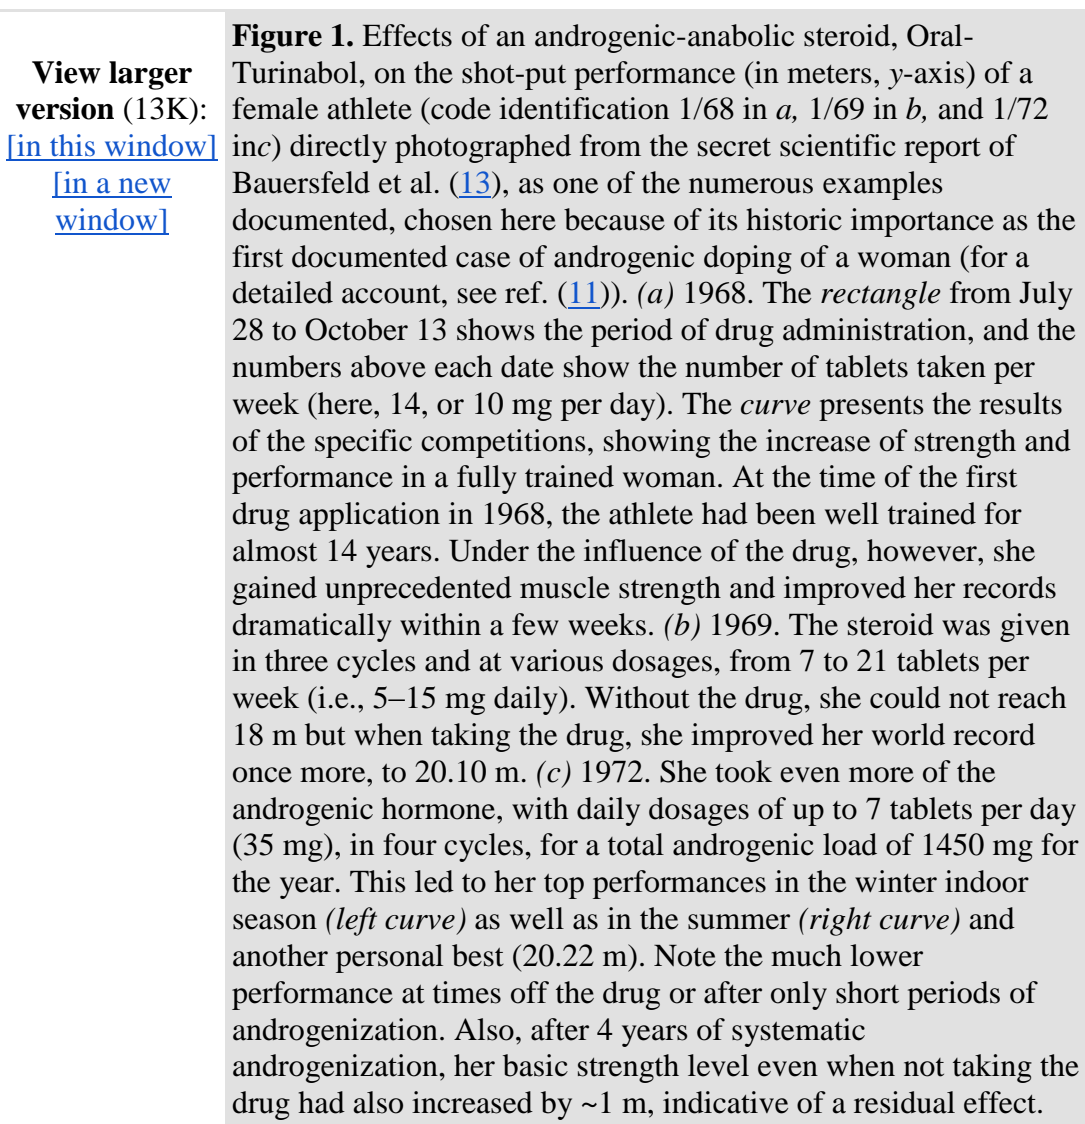 View larger
version (13K):
[in this window]
[in a new
window]
Figure 1. Effects of an androgenic-anabolic steroid, Oral-
Turinabol, on the shot-put performance (in meters, y-axis) of a
female athlete (code identification 1/68 in a, 1/69 in b, and 1/72
inc) directly photographed from the secret scientific report of
Bauersfeld et al. (13), as one of the numerous examples
documented, chosen here because of its historic importance as the
first documented case of androgenic doping of a woman (for a
detailed account, see ref. (11)). (a) 1968. The rectangle from July
28 to October 13 shows the period of drug administration, and the
numbers above each date show the number of tablets taken per
week (here, 14, or 10 mg per day). The curve presents the results
of the specific competitions, showing the increase of strength and
performance in a fully trained woman. At the time of the first
drug application in 1968, the athlete had been well trained for
almost 14 years. Under the influence of the drug, however, she
gained unprecedented muscle strength and improved her records
dramatically within a few weeks. (b) 1969. The steroid was given
in three cycles and at various dosages, from 7 to 21 tablets per
week (i.e., 5–15 mg daily). Without the drug, she could not reach
18 m but when taking the drug, she improved her world record
once more, to 20.10 m. (c) 1972. She took even more of the
androgenic hormone, with daily dosages of up to 7 tablets per day
(35 mg), in four cycles, for a total androgenic load of 1450 mg for
the year. This led to her top performances in the winter indoor
season (left curve) as well as in the summer (right curve) and
another personal best (20.22 m). Note the much lower
performance at times off the drug or after only short periods of
androgenization. Also, after 4 years of systematic
androgenization, her basic strength level even when not taking the
drug had also increased by ~1 m, indicative of a residual effect.